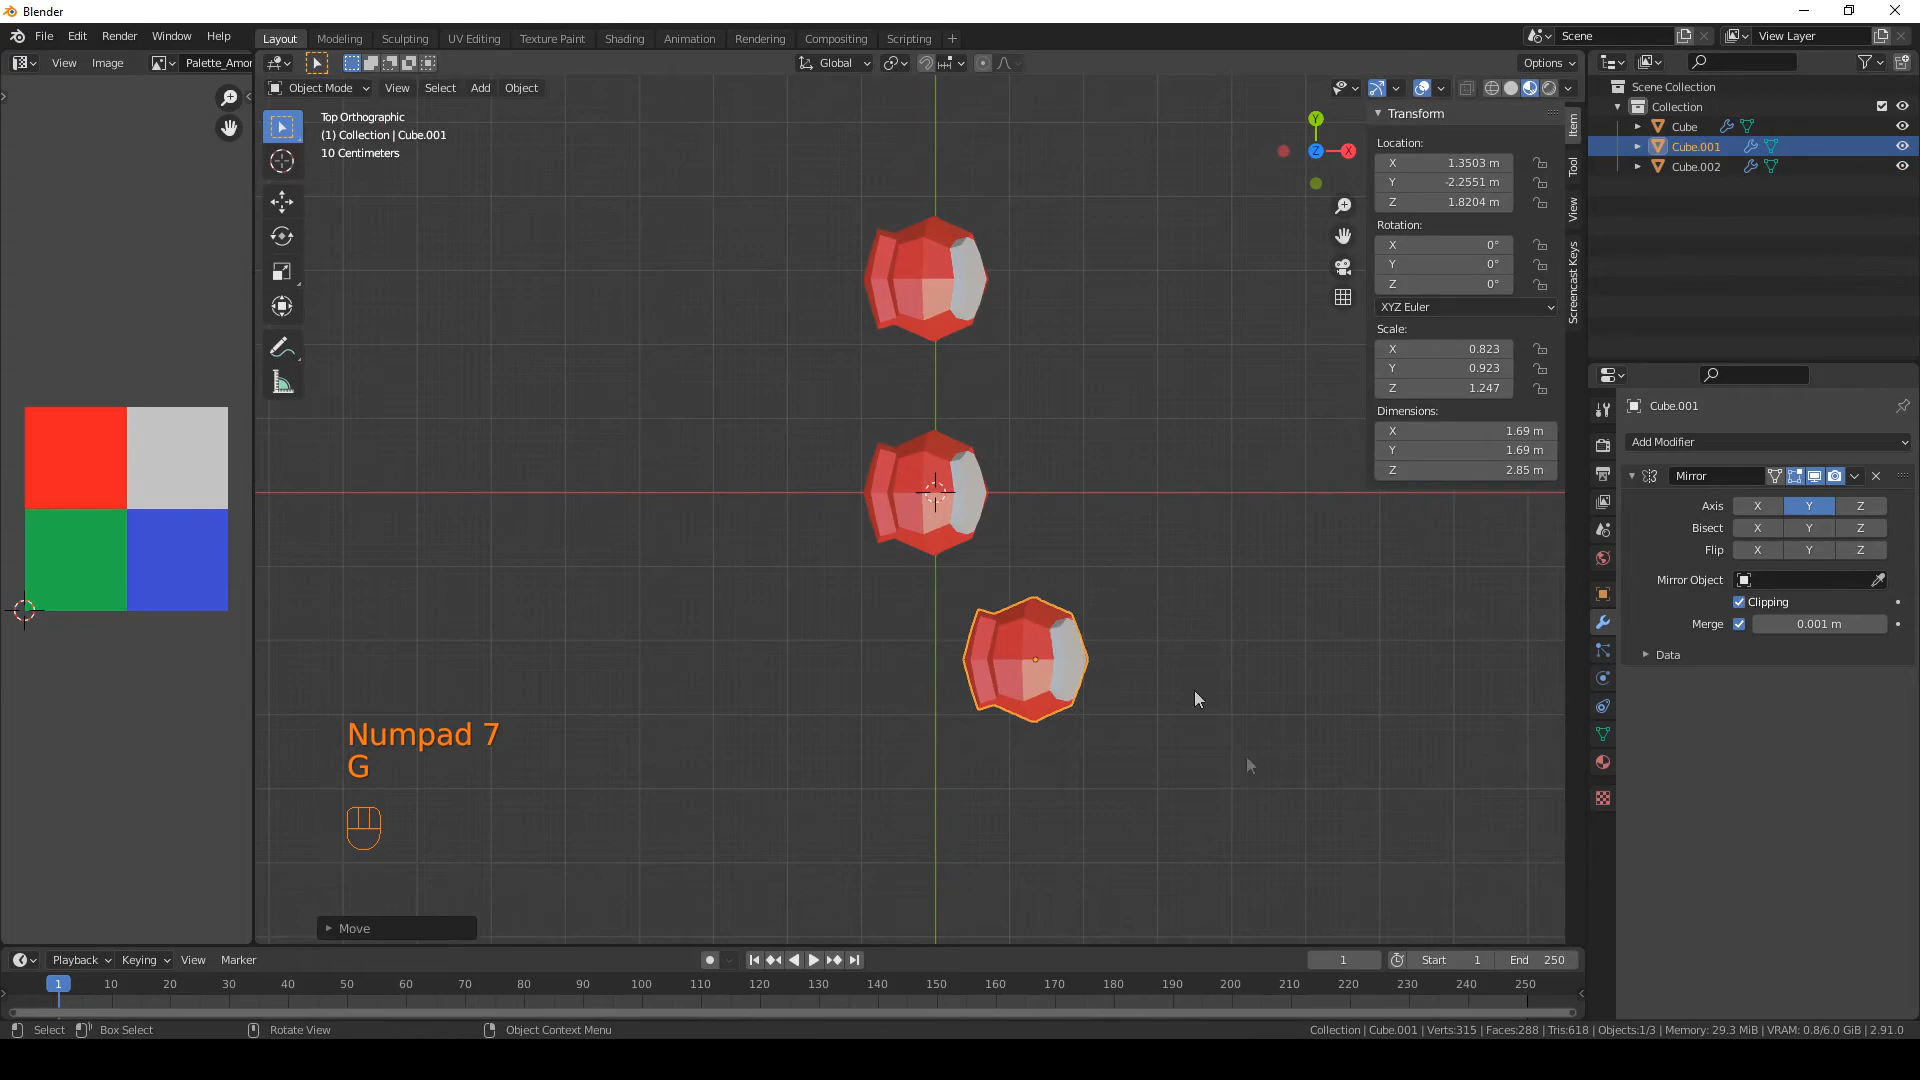 Blender
File Edit Render Window Help
Layout Modeling Sculpting UV Editing Texture Paint Shading Animation Rendering Compositing Scripting +
Scene
View Layer
View Image Palette_Amor
Global
Options
Object Mode View Select Add Object
Top Orthographic
(1) Collection | Cube.001
10 Centimeters
Y
Z
X
Transform
Location:
X 1.3503 m
Y -2.2551 m
Z 1.8204 m
Rotation:
X 0°
Y 0°
Z 0°
XYZ Euler
Scale:
X 0.823
Y 0.923
Z 1.247
Dimensions:
X 1.69 m
Y 1.69 m
Z 2.85 m
Item
Tool
View
Screencast Keys
Scene Collection
Collection
Cube
Cube.001
Cube.002
Cube.001
Add Modifier
Mirror
Axis X Y Z
Bisect X Y Z
Flip X Y Z
Mirror Object
Clipping
Merge 0.001 m
Data
Numpad 7
G
Move
Playback Keying View Marker
1 Start 1 End 250
1 10 20 30 40 50 60 70 80 90 100 110 120 130 140 150 160 170 180 190 200 210 220 230 240 250
Select Box Select Rotate View Object Context Menu
Collection | Cube.001 | Verts:315 | Faces:288 | Tris:618 | Objects:1/3 | Memory: 29.3 MiB | VRAM: 0.8/6.0 GiB | 2.91.0